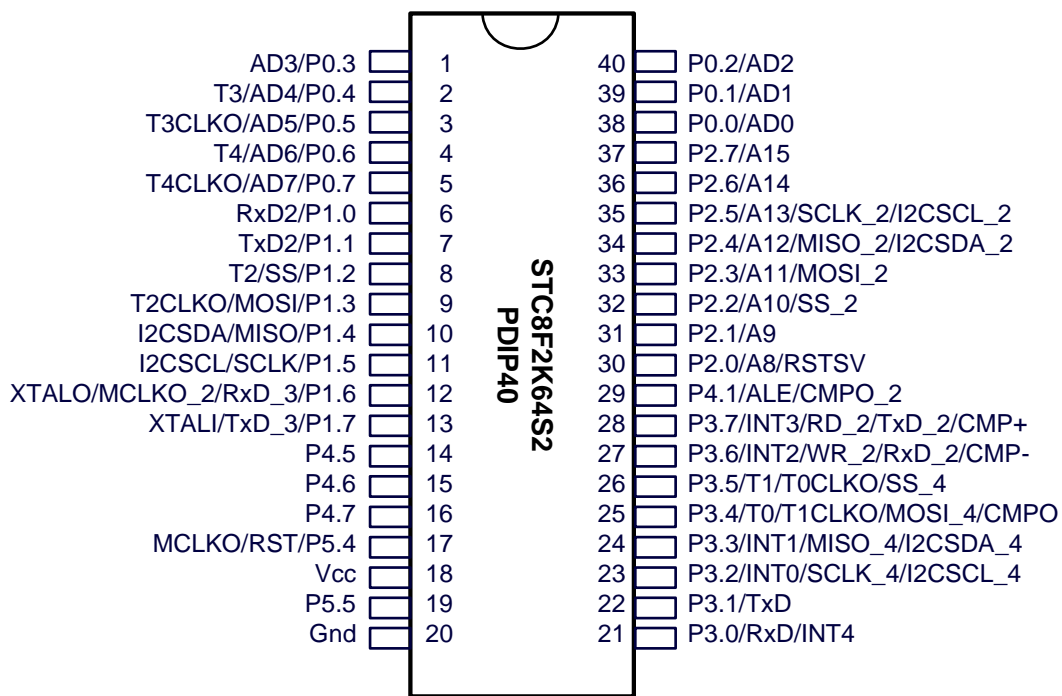 AD3/P0.3 1 40 P0.2/AD2
T3/AD4/P0.4 2 39 P0.1/AD1
T3CLKO/AD5/P0.5 3 38 P0.0/AD0
T4/AD6/P0.6 4 37 P2.7/A15
T4CLKO/AD7/P0.7 5 36 P2.6/A14
RxD2/P1.0 6 35 P2.5/A13/SCLK_2/I2CSCL_2
TxD2/P1.1 7 34 P2.4/A12/MISO_2/I2CSDA_2
T2/SS/P1.2 8 33 P2.3/A11/MOSI_2
T2CLKO/MOSI/P1.3 9 32 P2.2/A10/SS_2
I2CSDA/MISO/P1.4 10 31 P2.1/A9
I2CSCL/SCLK/P1.5 11 30 P2.0/A8/RSTSV
XTALO/MCLKO_2/RxD_3/P1.6 12 29 P4.1/ALE/CMPO_2
XTALI/TxD_3/P1.7 13 28 P3.7/INT3/RD_2/TxD_2/CMP+
P4.5 14 27 P3.6/INT2/WR_2/RxD_2/CMP-
P4.6 15 26 P3.5/T1/T0CLKO/SS_4
P4.7 16 25 P3.4/T0/T1CLKO/MOSI_4/CMPO
MCLKO/RST/P5.4 17 24 P3.3/INT1/MISO_4/I2CSDA_4
Vcc 18 23 P3.2/INT0/SCLK_4/I2CSCL_4
P5.5 19 22 P3.1/TxD
Gnd 20 21 P3.0/RxD/INT4
STC8F2K64S2
PDIP40